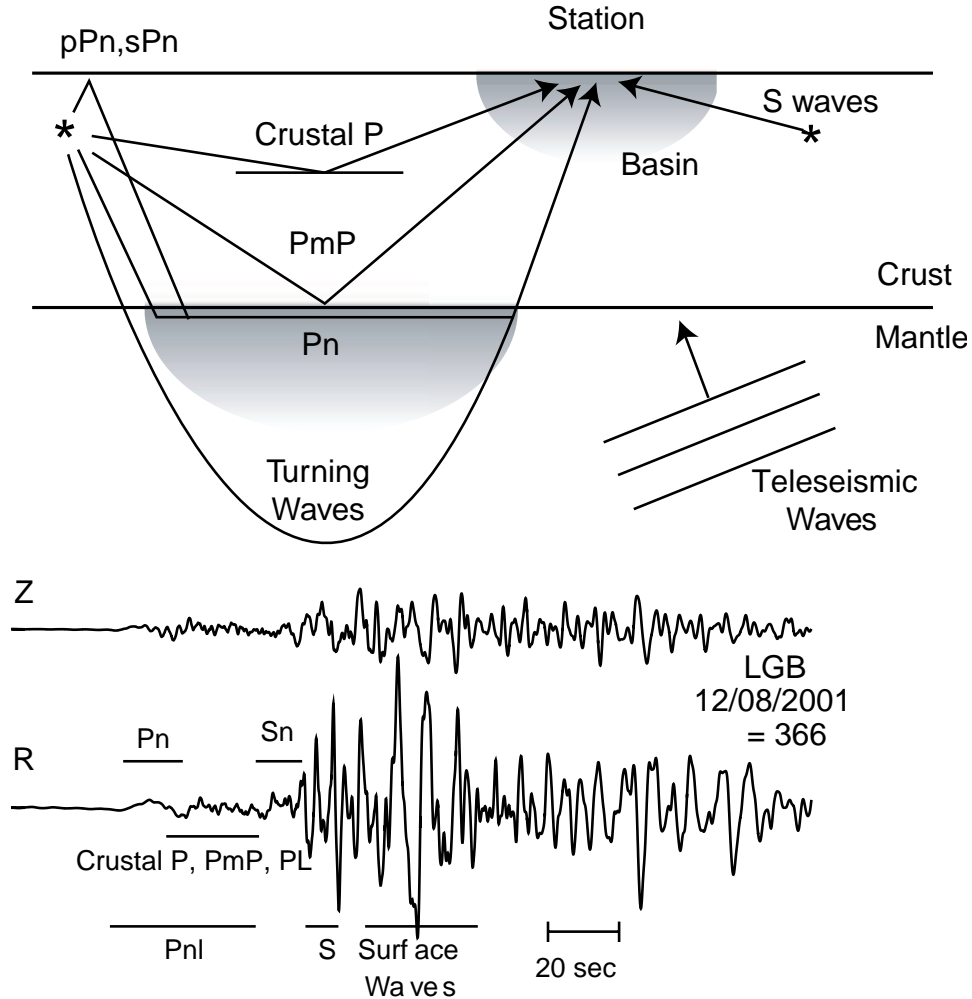 Station
pPn,sPn
*
Crustal P
S waves
*
Basin
PmP
Crust
Pn
Mantle
Turning
Waves
Teleseismic
Waves
Z
LGB
12/08/2001
= 366
Pn
Sn
R
Crustal P, PmP, PL
Pnl
S
Surf ace
Wa ve s
20 sec